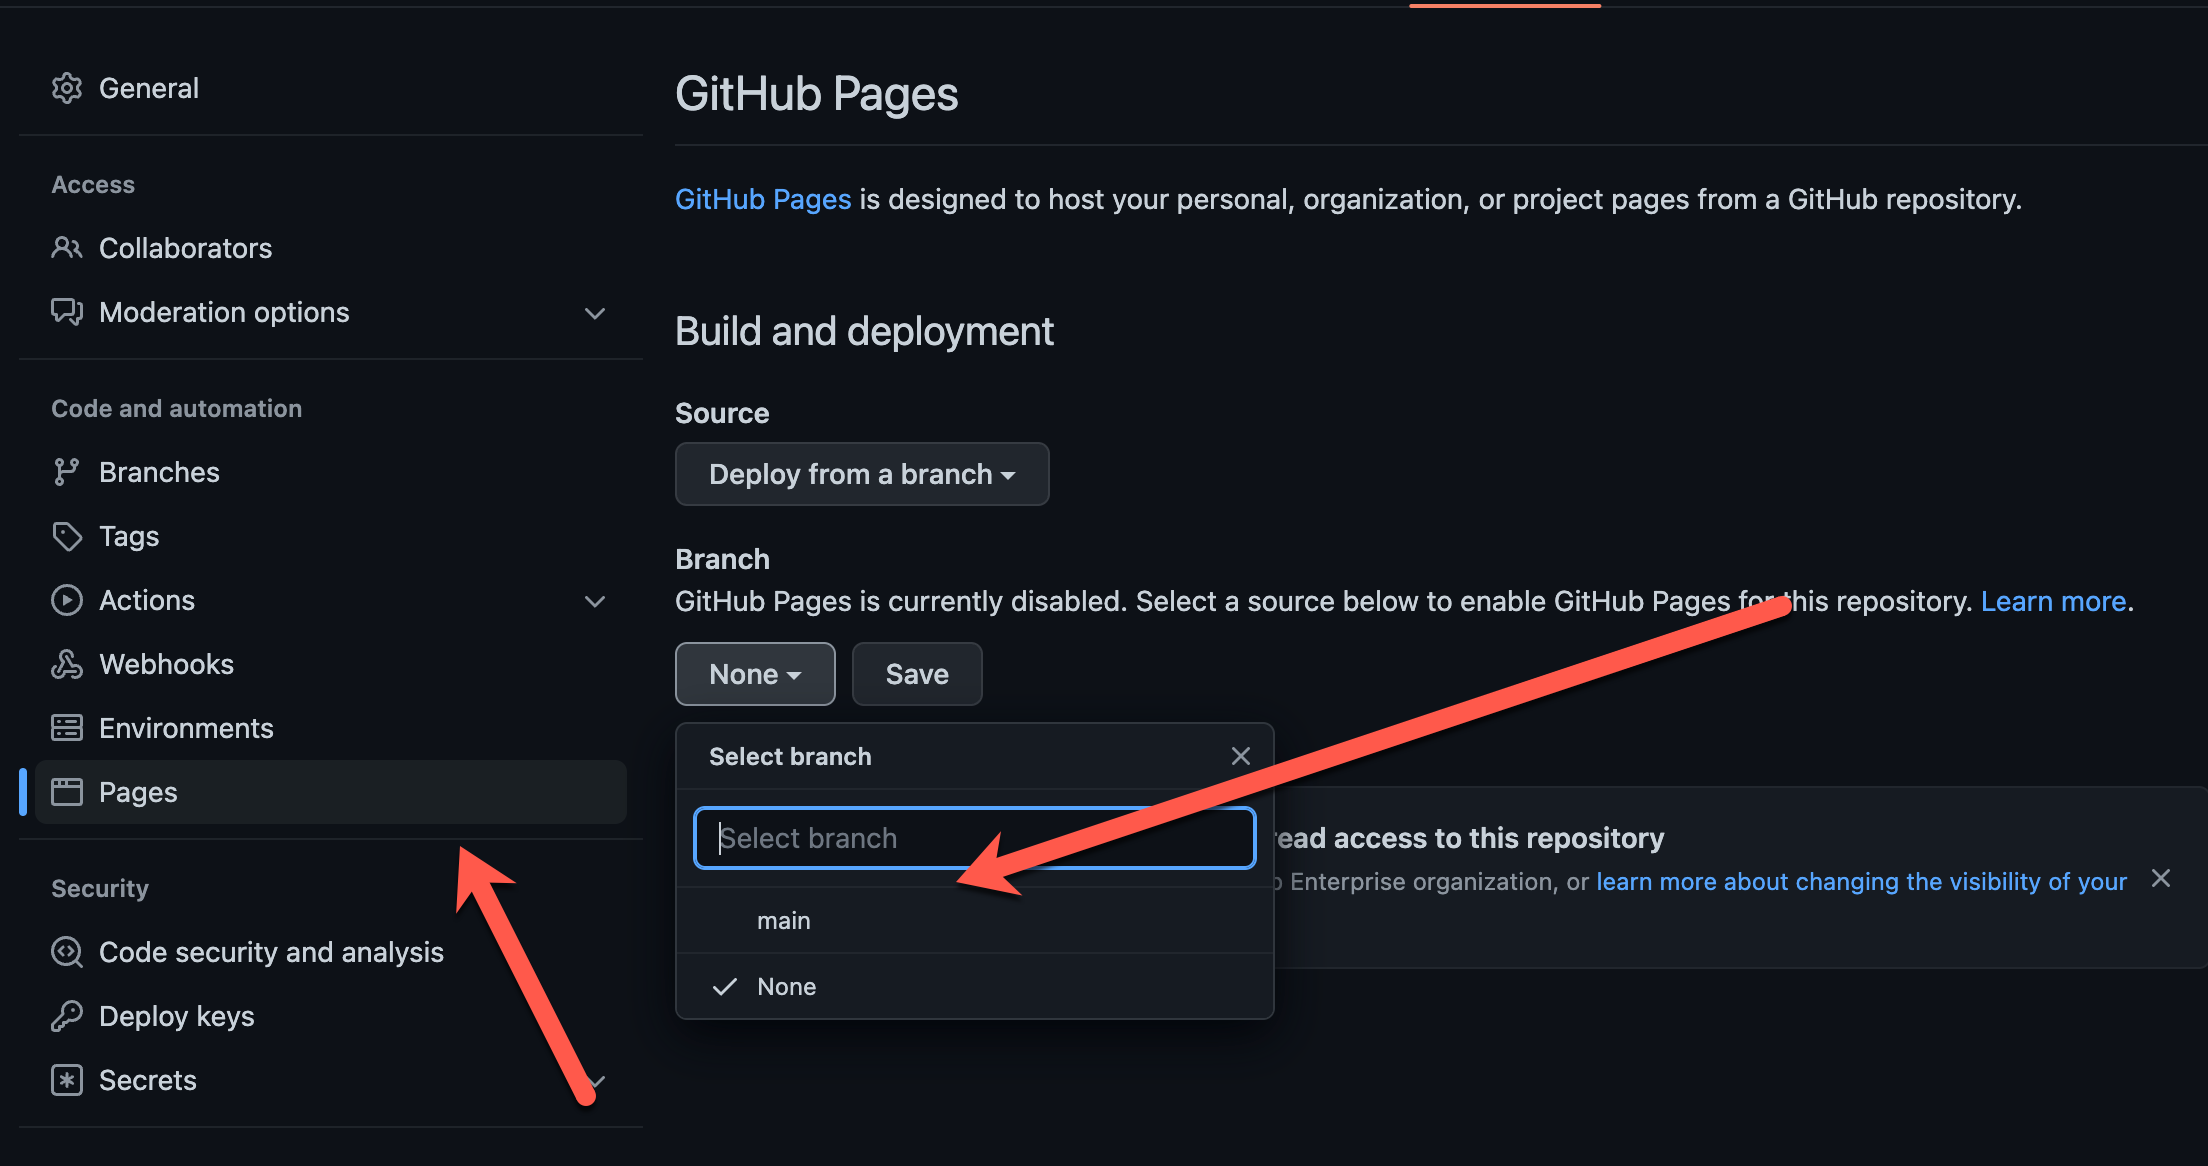 General
Access
Collaborators
Moderation options
Code and automation
Branches
Tags
Actions
Webhooks
Environments
Pages
Security
Code security and analysis
Deploy keys
Secrets
GitHub Pages
GitHub Pages is designed to host your personal, organization, or project pages from a GitHub repository.
Build and deployment
Source
Deploy from a branch
Branch
GitHub Pages is currently disabled. Select a source below to enable GitHub Pages for this repository. Learn more.
None
Save
Select branch
Select branch
main
None
access to this repository
Enterprise organization, or learn more about changing the visibility of your